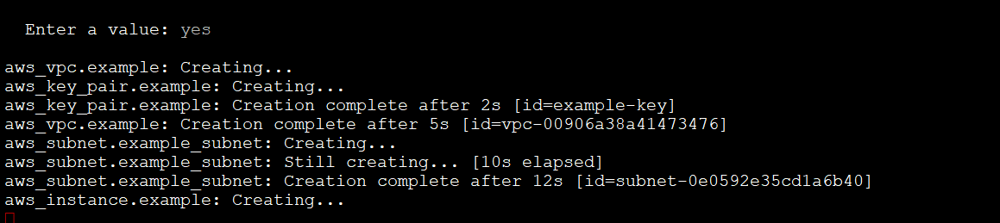 Enter a value: yes
aws_vpc.example: Creating...
aws_key_pair.example: Creating...
aws_key_pair.example: Creation complete after 2s [id=example-key]
aws_vpc.example: Creation complete after 5s [id=vpc-00906a38a41473476]
aws_subnet.example_subnet: Creating...
aws_subnet.example_subnet: Still creating... [10s elapsed]
aws_subnet.example_subnet: Creation complete after 12s [id=subnet-0e0592e35cd1a6b40]
aws_instance.example: Creating...